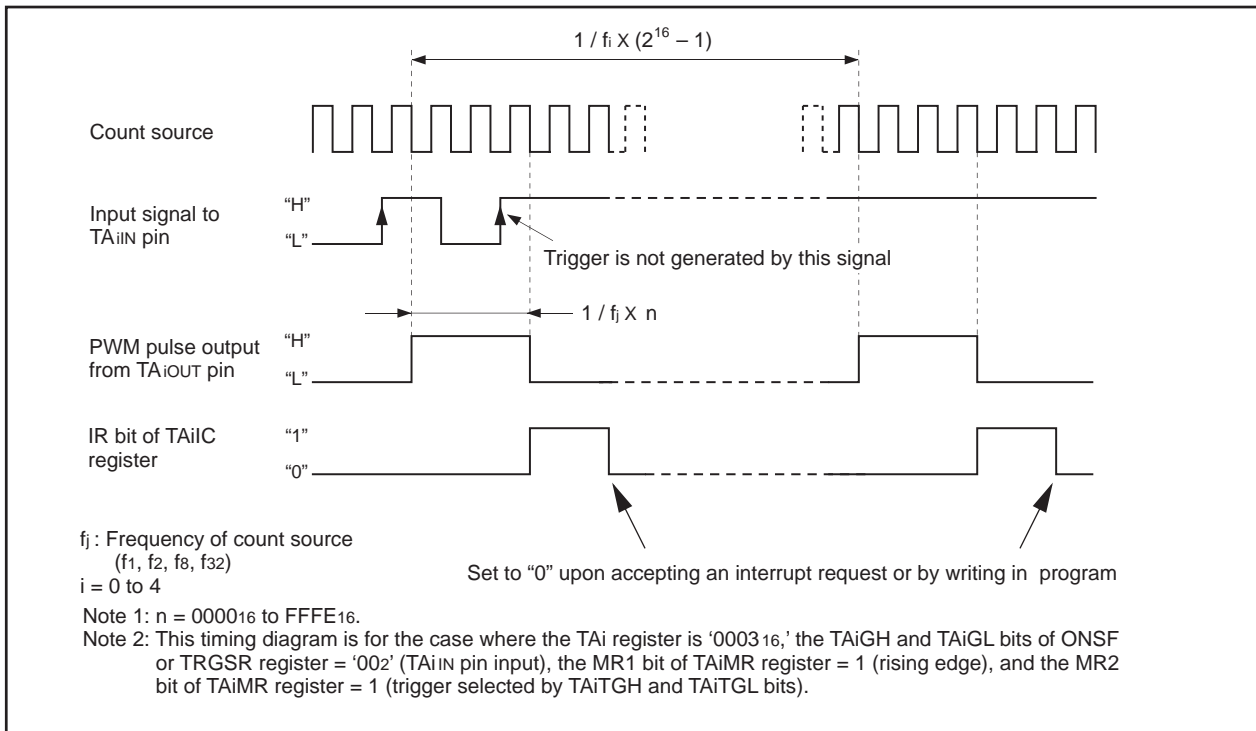 1 / fi X (2^16 – 1)
Count source
Input signal to
TAiIN pin
“H”
“L”
Trigger is not generated by this signal
1 / fj X n
PWM pulse output
from TAiOUT pin
“H”
“L”
IR bit of TAiIC
register
“1”
“0”
fj : Frequency of count source
(f1, f2, f8, f32)
i = 0 to 4
Set to “0” upon accepting an interrupt request or by writing in program
Note 1: n = 000016 to FFFE16.
Note 2: This timing diagram is for the case where the TAi register is ‘000316,’ the TAiGH and TAiGL bits of ONSF
or TRGSR register = ‘002’ (TAiIN pin input), the MR1 bit of TAiMR register = 1 (rising edge), and the MR2
bit of TAiMR register = 1 (trigger selected by TAiTGH and TAiTGL bits).